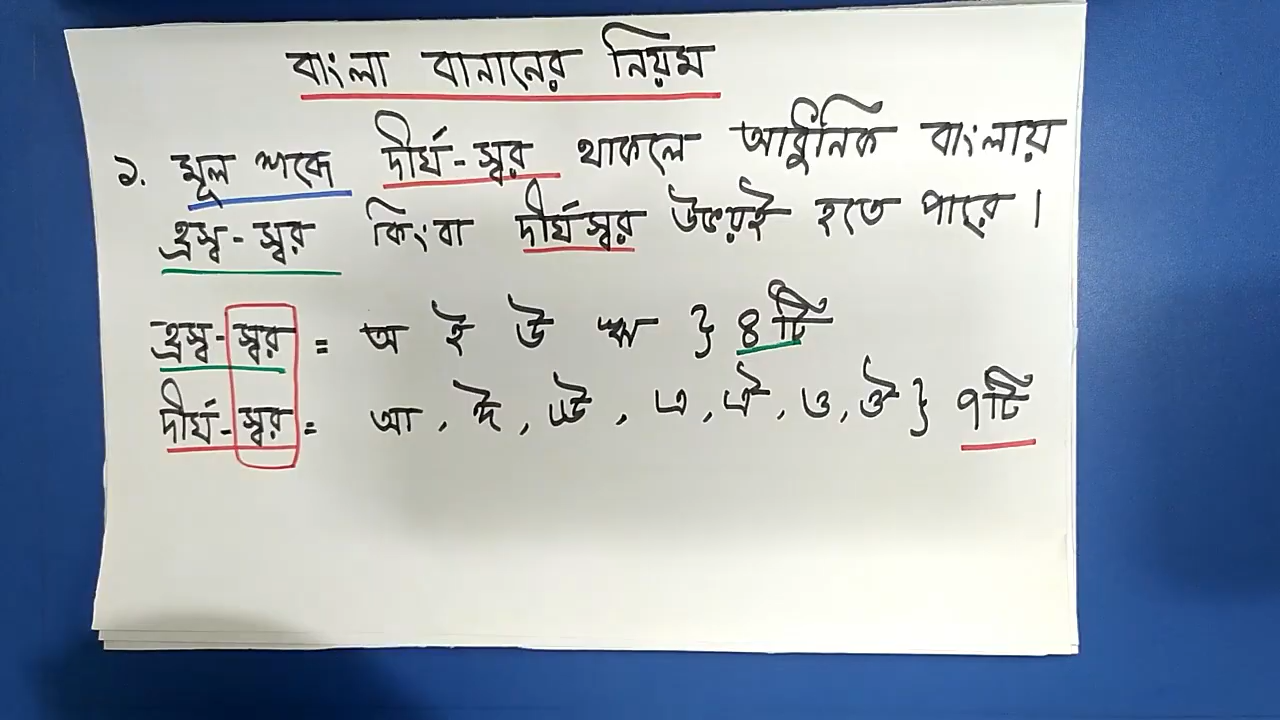 বাংলা বানানের নিয়ম
১. মূল শব্দে দীর্ঘ-স্বর থাকলে আধুনিক বাংলায়
হ্রস্ব-স্বর কিংবা দীর্ঘস্বর উভয়ই হতে পারে।
হ্রস্ব-স্বর = অ ই উ ঋ } ৪টি
দীর্ঘ-স্বর = আ, ঈ, ঊ, এ, ঐ, ও, ঔ } ৭টি